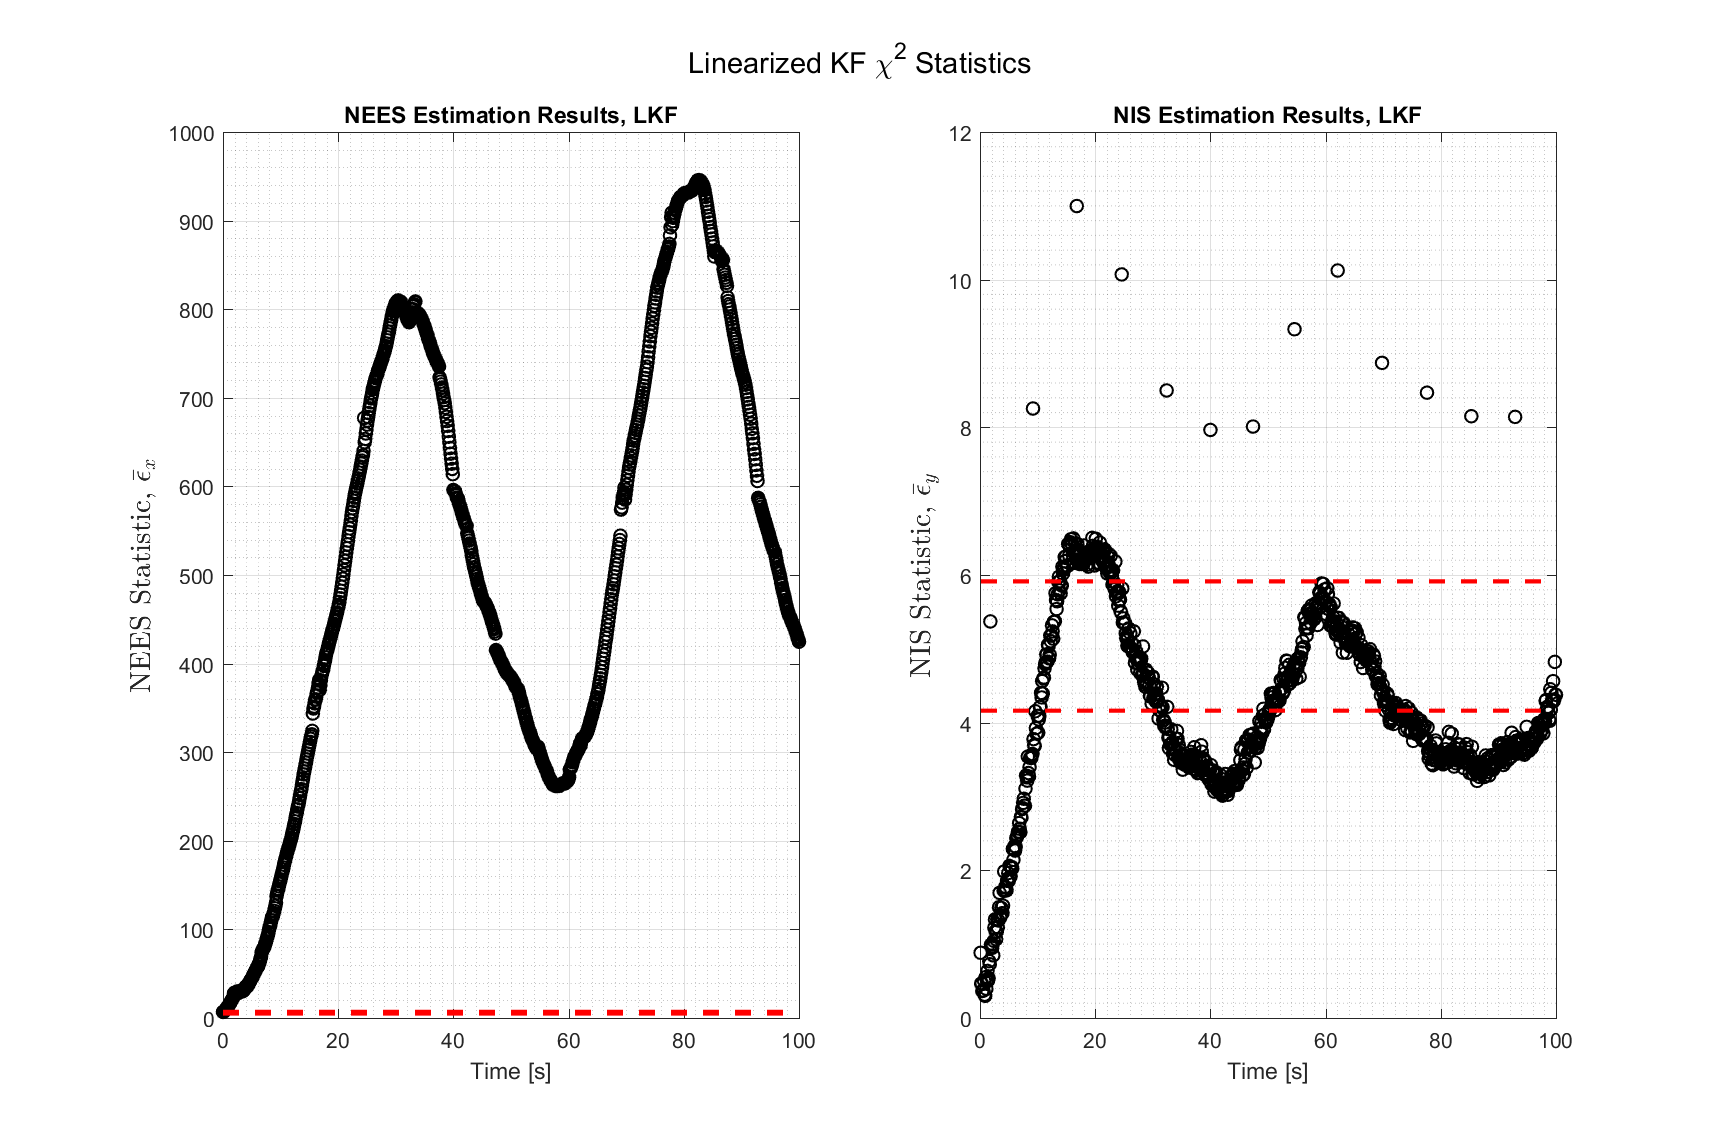 Linearized KF χ² Statistics
NEES Estimation Results, LKF
1000
900
800
700
600
500
400
300
200
100
0
NEES Statistic, ϵ̄ₓ
0 20 40 60 80 100
Time [s]
NIS Estimation Results, LKF
12
10
8
6
4
2
0
NIS Statistic, ϵ̄_y
0 20 40 60 80 100
Time [s]